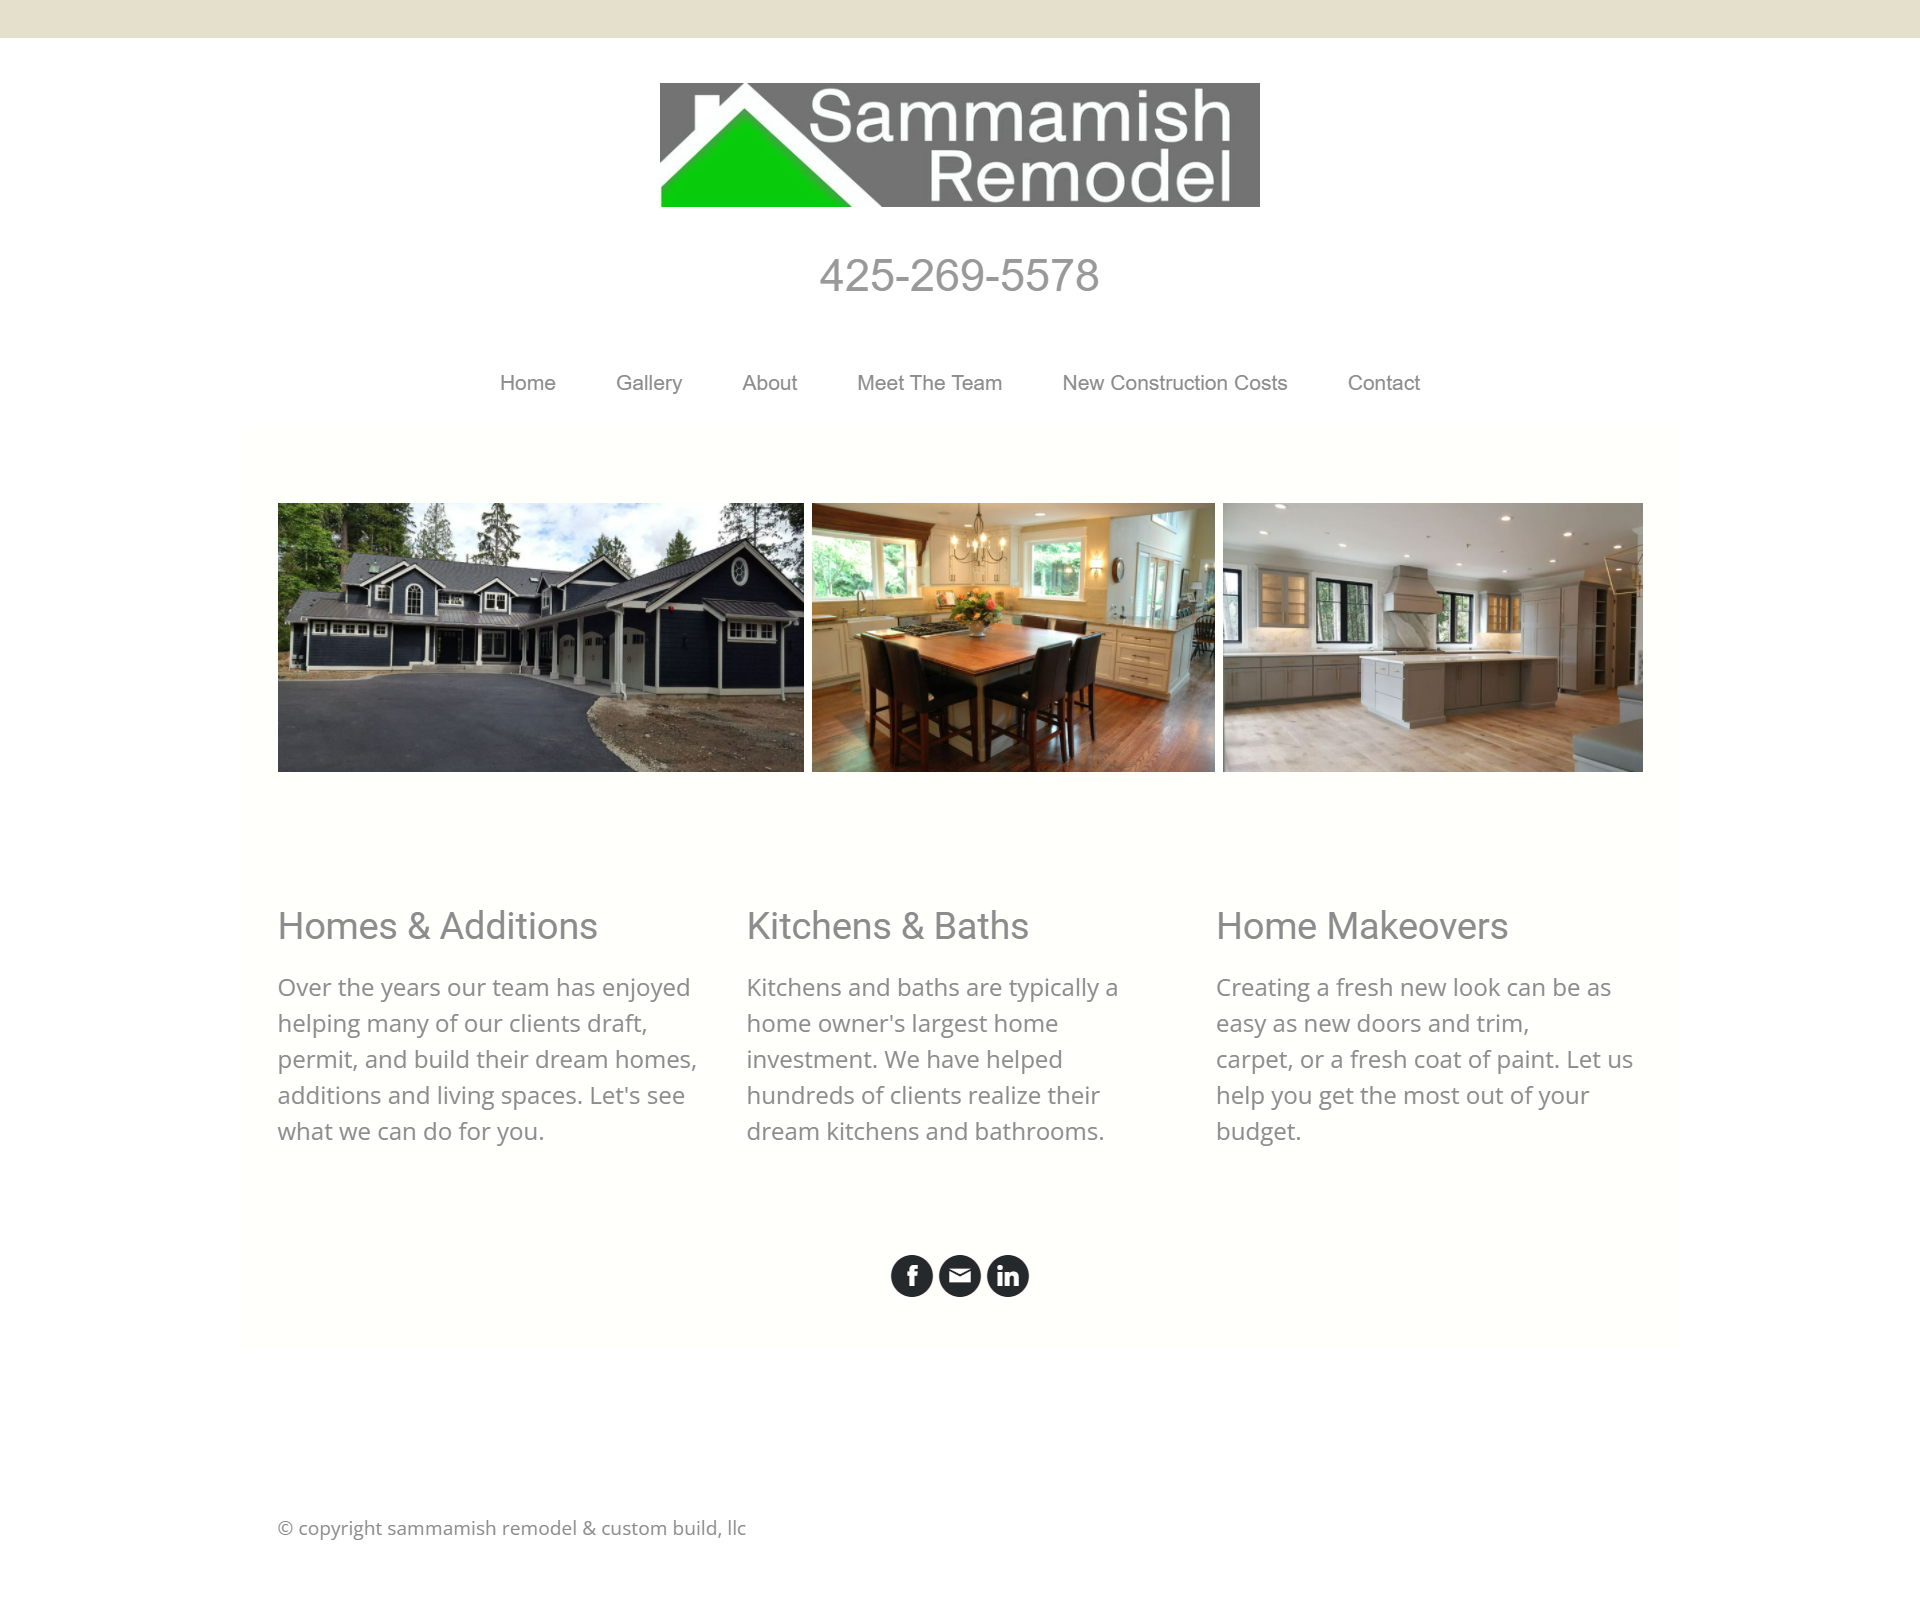 Sammamish
Remodel
425-269-5578
Home Gallery About Meet The Team New Construction Costs Contact
Homes & Additions
Over the years our team has enjoyed
helping many of our clients draft,
permit, and build their dream homes,
additions and living spaces. Let's see
what we can do for you.
Kitchens & Baths
Kitchens and baths are typically a
home owner's largest home
investment. We have helped
hundreds of clients realize their
dream kitchens and bathrooms.
Home Makeovers
Creating a fresh new look can be as
easy as new doors and trim,
carpet, or a fresh coat of paint. Let us
help you get the most out of your
budget.
© copyright sammamish remodel & custom build, llc